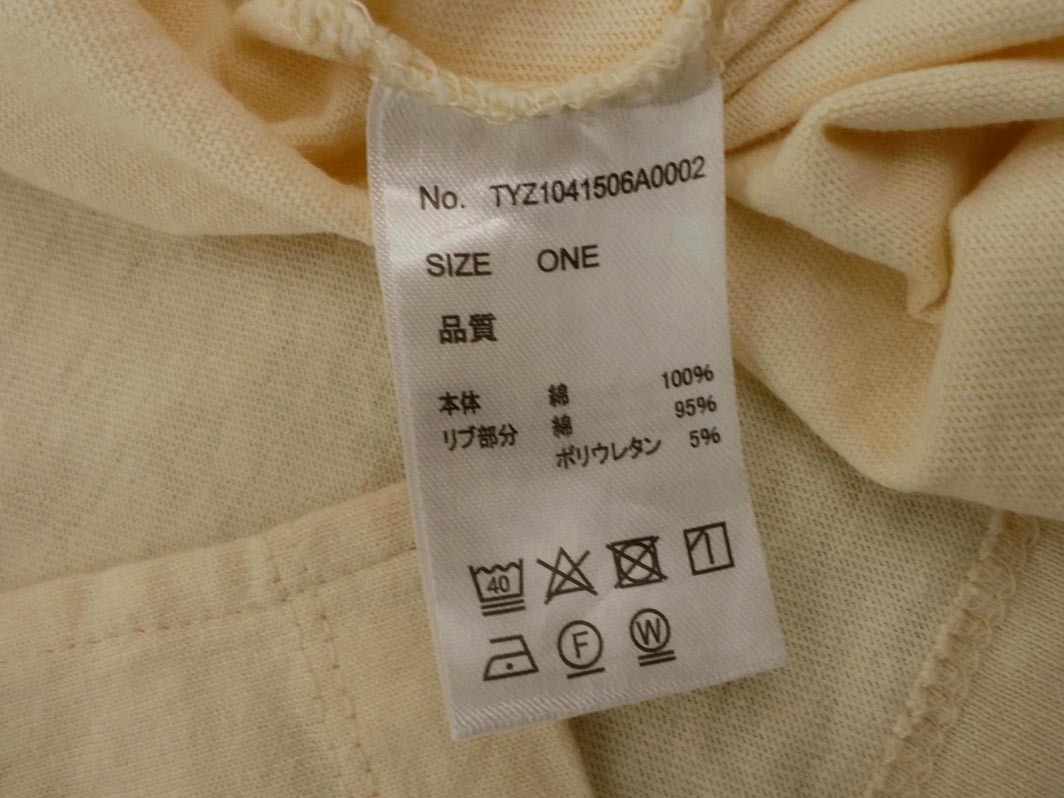 No. TYZ1041506A0002
SIZE ONE
品質
本体 綿 100%
リブ部分 綿 95%
ポリウレタン 5%
40
F W